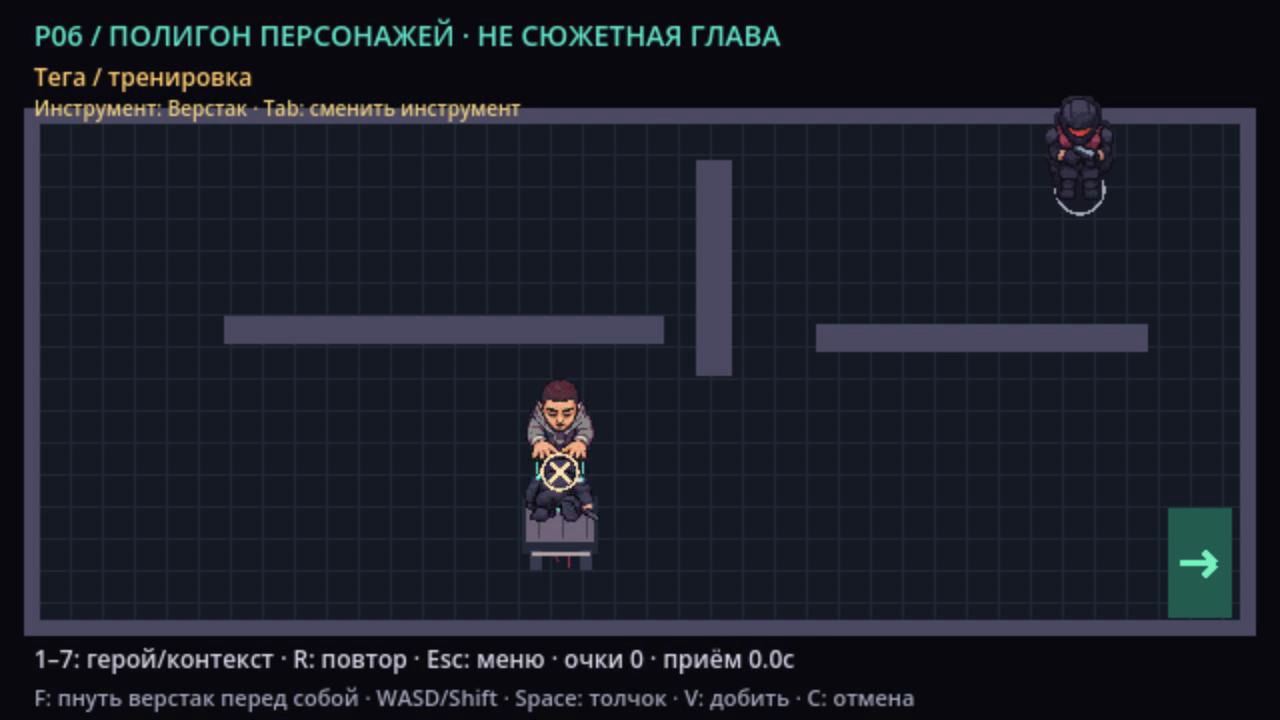 P06 / ПОЛИГОН ПЕРСОНАЖЕЙ · НЕ СЮЖЕТНАЯ ГЛАВА
Тега / тренировка
Инструмент: Верстак · Tab: сменить инструмент
1–7: герой/контекст · R: повтор · Esc: меню · очки 0 · приём 0.0с
F: пнуть верстак перед собой · WASD/Shift · Space: толчок · V: добить · C: отмена